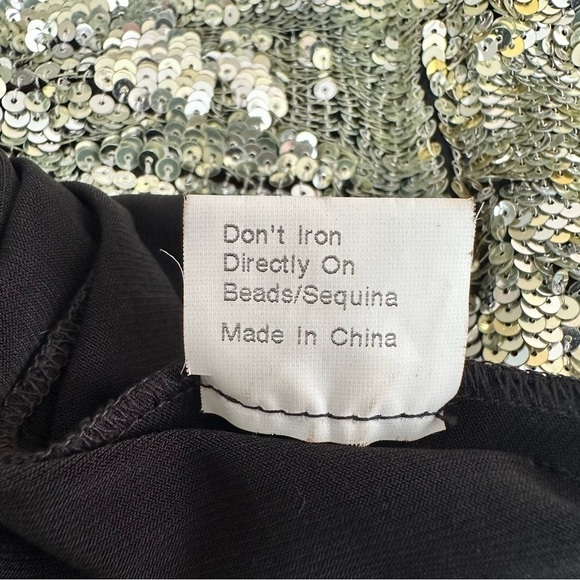 Don't Iron
Directly On
Beads/Sequina
Made In China